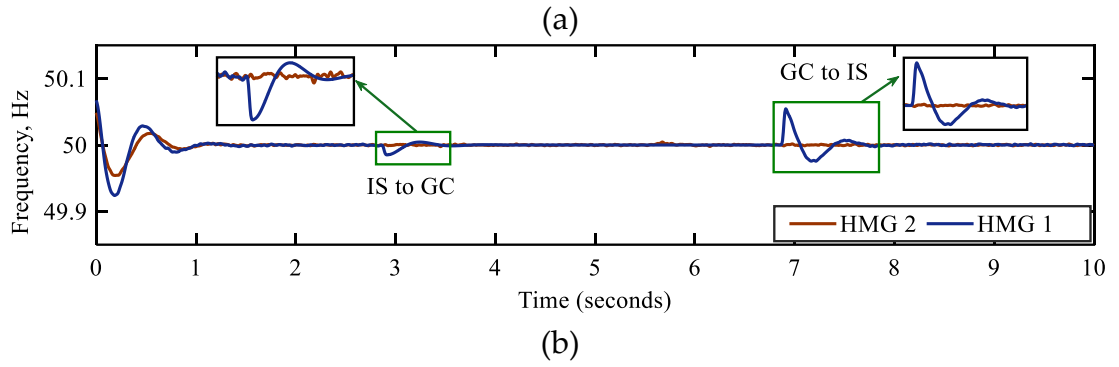 (a)
Frequency, Hz
50.1
50
49.9
IS to GC
GC to IS
HMG 2 HMG 1
0 1 2 3 4 5 6 7 8 9 10
Time (seconds)
(b)